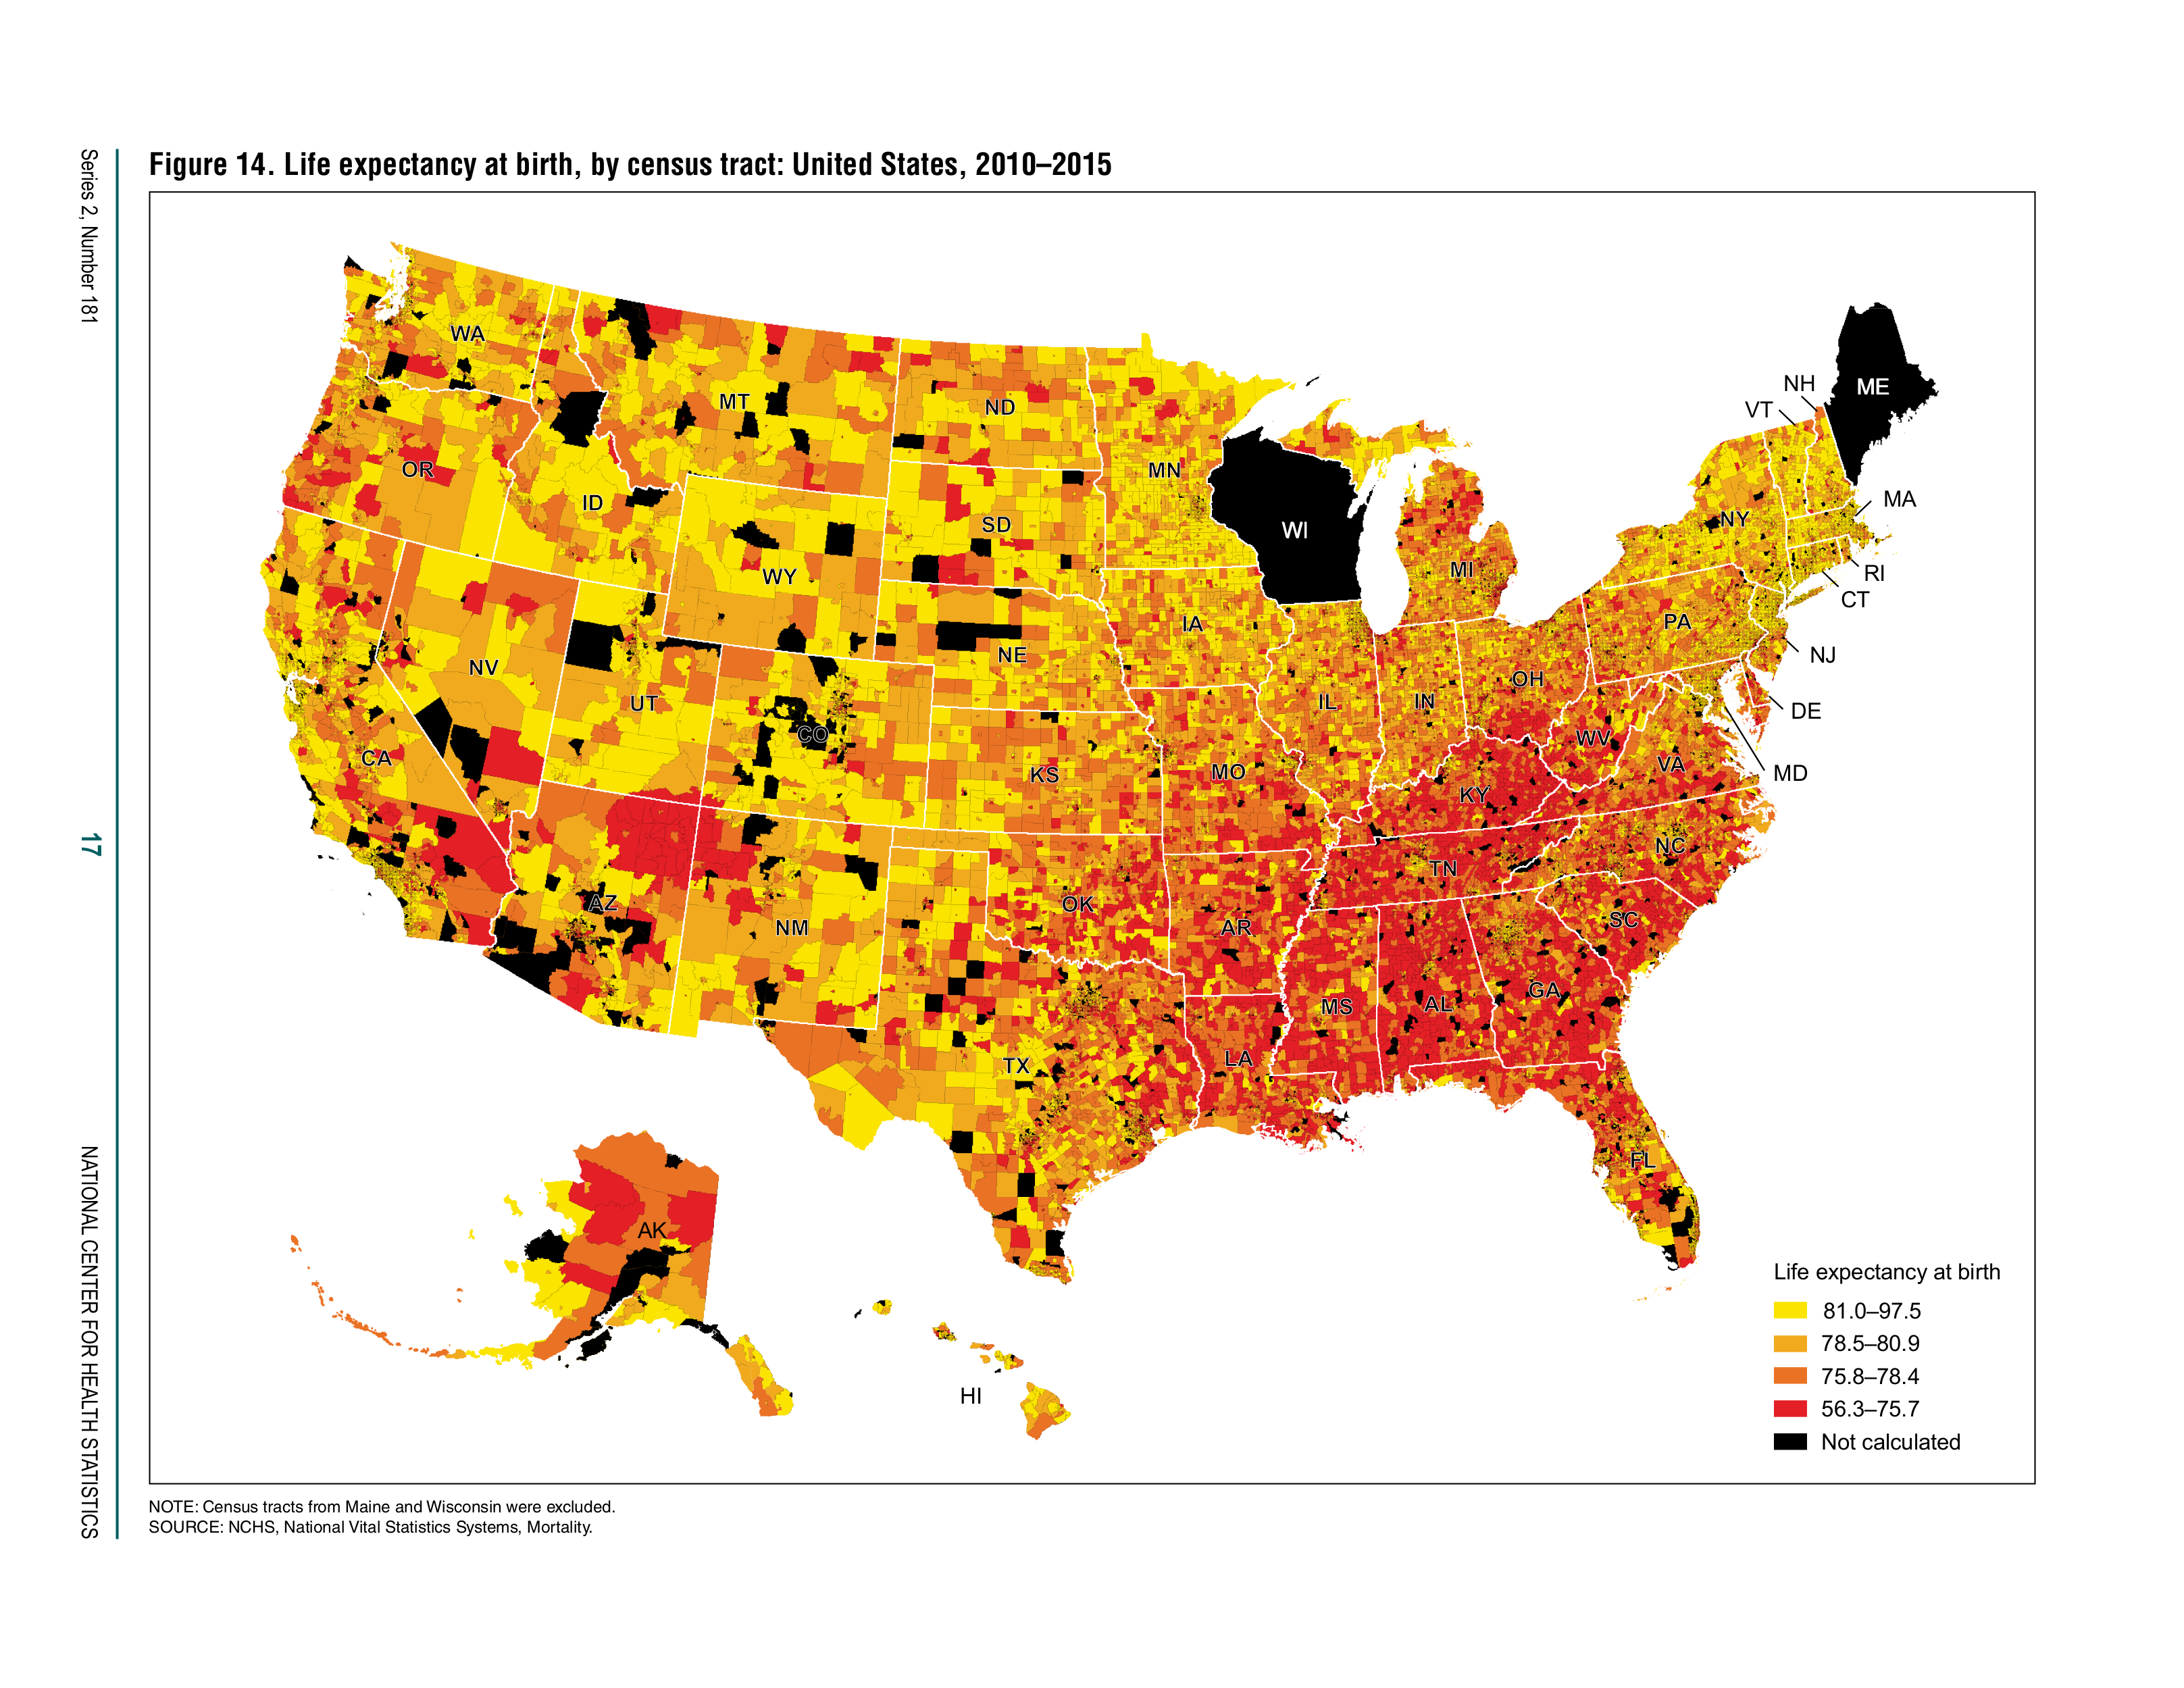 Series 2, Number 181
17
NATIONAL CENTER FOR HEALTH STATISTICS
Figure 14. Life expectancy at birth, by census tract: United States, 2010–2015
WA
OR
ID
MT
ND
MN
WI
ME
NH
VT
MA
NY
RI
CT
SD
WY
MI
IA
PA
NJ
NV
UT
CO
NE
IL
IN
OH
DE
CA
KS
MO
WV
VA
MD
KY
NC
TN
AZ
NM
OK
AR
SC
MS
AL
GA
LA
TX
FL
AK
HI
Life expectancy at birth
81.0–97.5
78.5–80.9
75.8–78.4
56.3–75.7
Not calculated
NOTE: Census tracts from Maine and Wisconsin were excluded.
SOURCE: NCHS, National Vital Statistics Systems, Mortality.